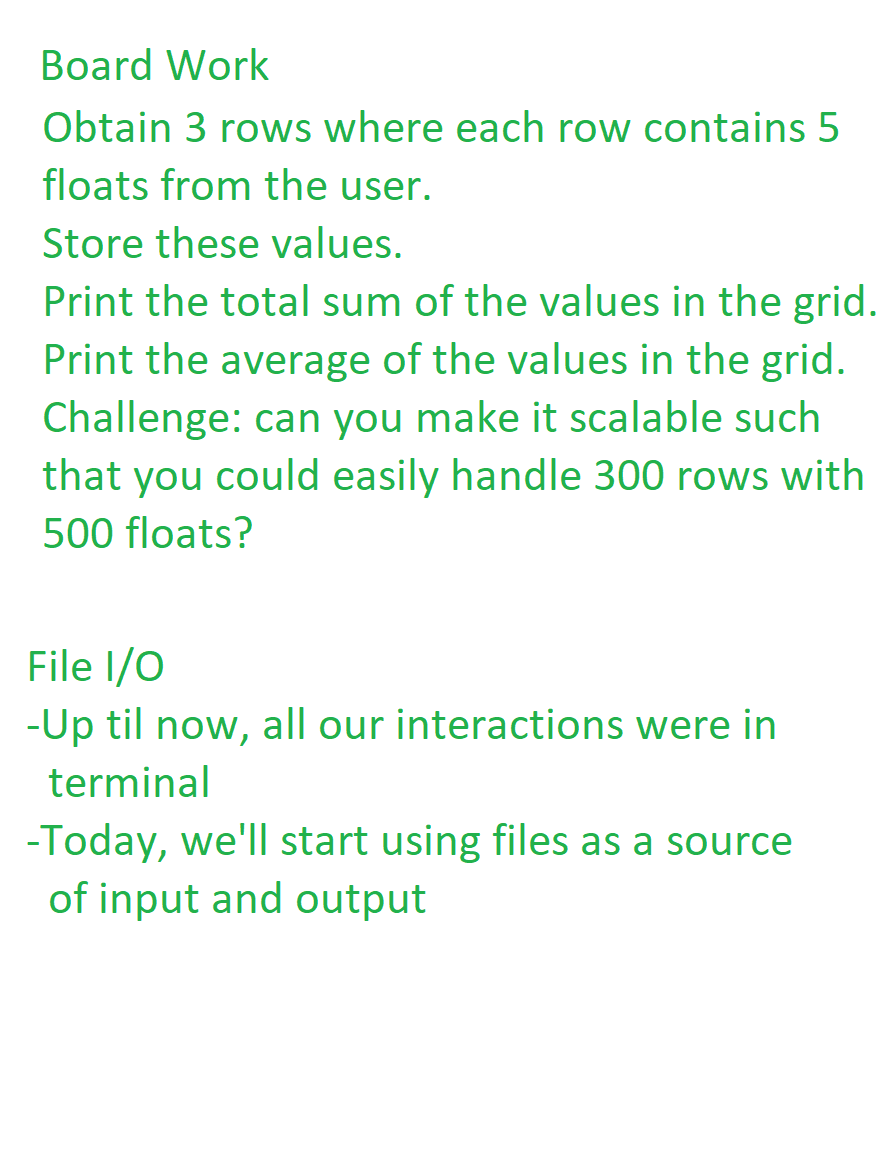 Board Work
Obtain 3 rows where each row contains 5
floats from the user.
Store these values.
Print the total sum of the values in the grid.
Print the average of the values in the grid.
Challenge: can you make it scalable such
that you could easily handle 300 rows with
500 floats?
File I/O
-Up til now, all our interactions were in
terminal
-Today, we'll start using files as a source
of input and output